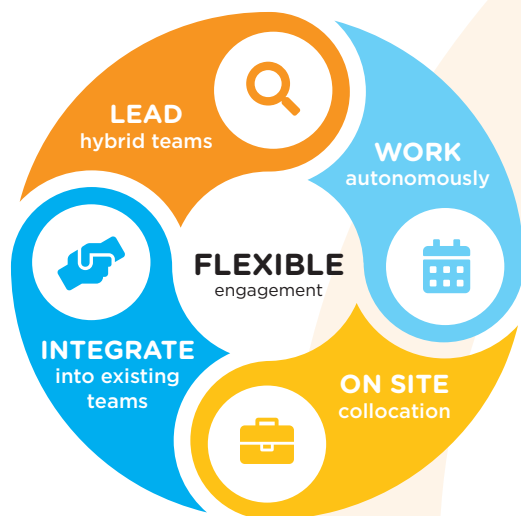 LEAD
hybrid teams
WORK
autonomously
FLEXIBLE
engagement
INTEGRATE
into existing
teams
ON SITE
collocation